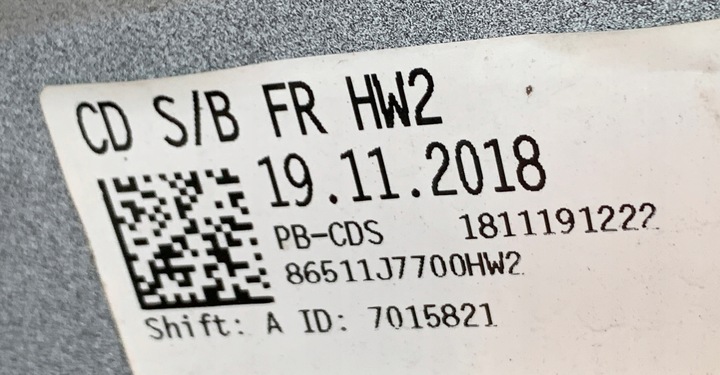 CD S/B FR HW2
19.11.2018
PB-CDS 1811191222
86511J7700HW2
Shift: A ID: 7015821